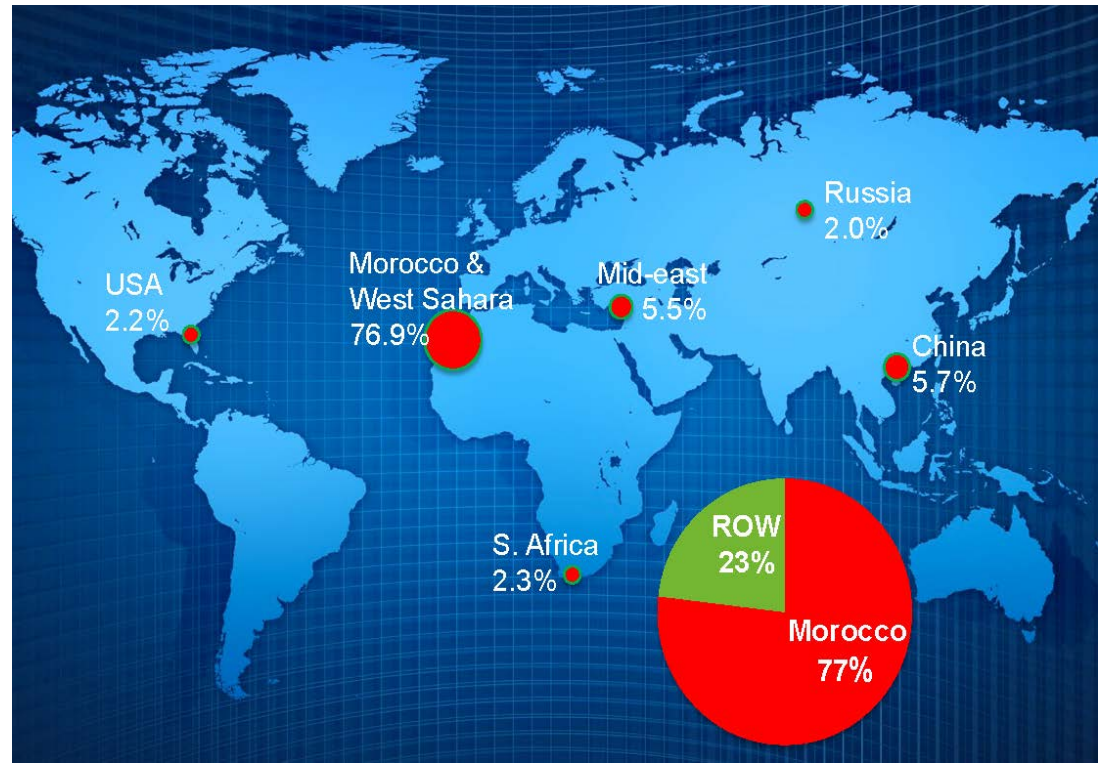 Russia
2.0%
Morocco &
West Sahara
76.9%
Mid-east
5.5%
USA
2.2%
China
5.7%
S. Africa
2.3%
ROW
23%
Morocco
77%